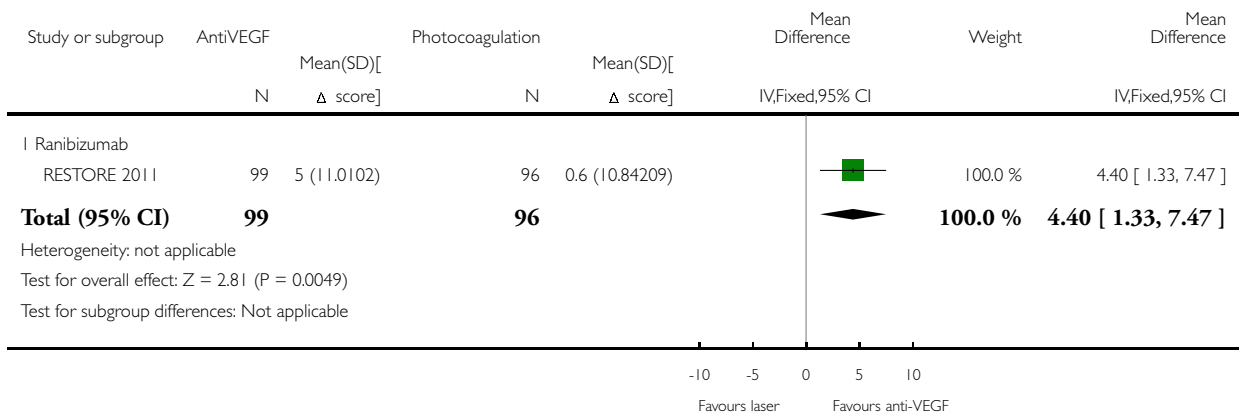 Mean Mean
Study or subgroup AntiVEGF Photocoagulation Difference Weight Difference
Mean(SD)[ Mean(SD)[
N Δ score] N Δ score] IV,Fixed,95% CI IV,Fixed,95% CI
1 Ranibizumab
RESTORE 2011 99 5 (11.0102) 96 0.6 (10.84209) 100.0 % 4.40 [ 1.33, 7.47 ]
Total (95% CI) 99 96 100.0 % 4.40 [ 1.33, 7.47 ]
Heterogeneity: not applicable
Test for overall effect: Z = 2.81 (P = 0.0049)
Test for subgroup differences: Not applicable
-10 -5 0 5 10
Favours laser Favours anti-VEGF